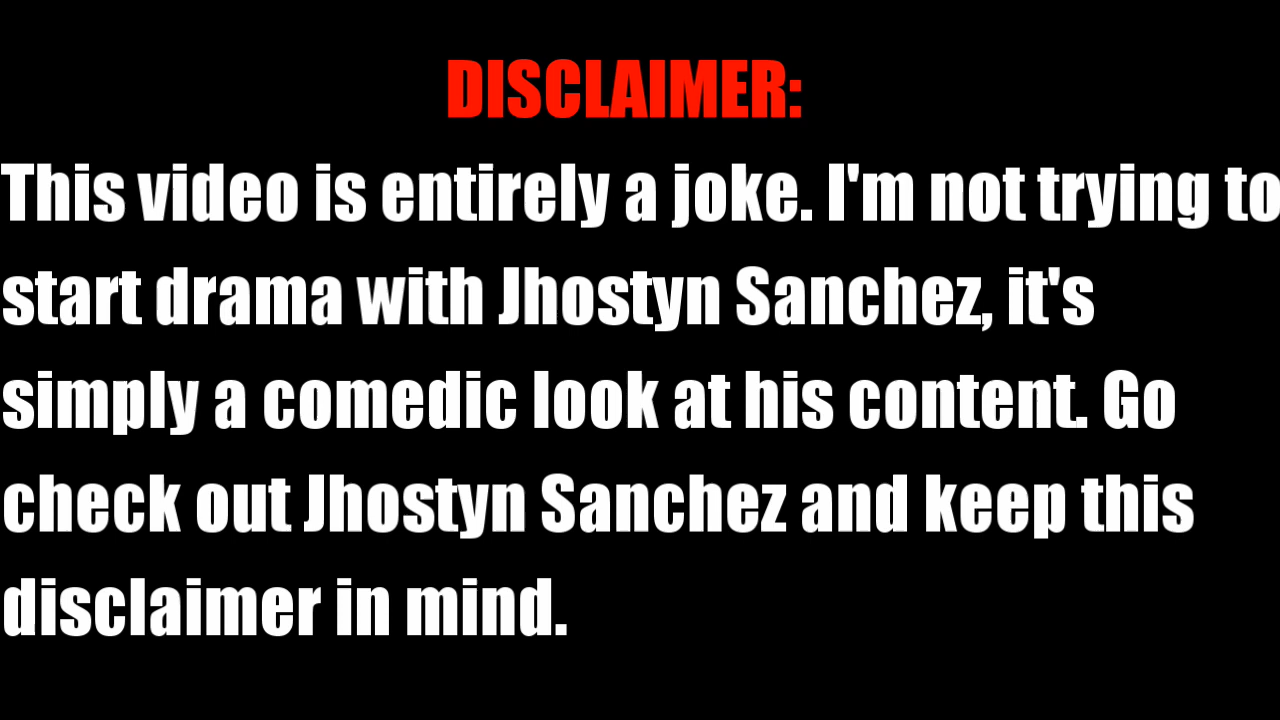 DISCLAIMER:
This video is entirely a joke. I'm not trying to
start drama with Jhostyn Sanchez, it's
simply a comedic look at his content. Go
check out Jhostyn Sanchez and keep this
disclaimer in mind.